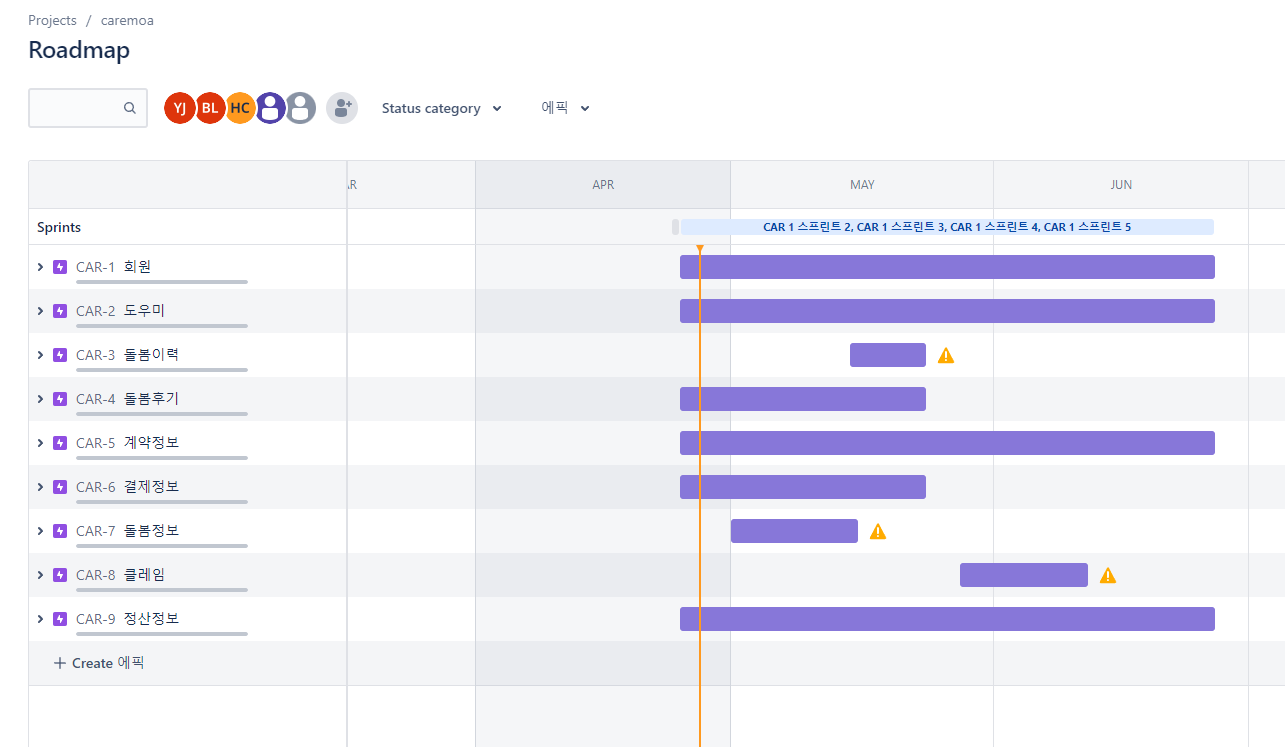 Projects / caremoa
Roadmap
YJ BL HC Status category 에픽
APR MAY JUN
Sprints CAR 1 스프린트 2, CAR 1 스프린트 3, CAR 1 스프린트 4, CAR 1 스프린트 5
CAR-1 회원
CAR-2 도우미
CAR-3 돌봄이력
CAR-4 돌봄후기
CAR-5 계약정보
CAR-6 결제정보
CAR-7 돌봄정보
CAR-8 클레임
CAR-9 정산정보
+ Create 에픽